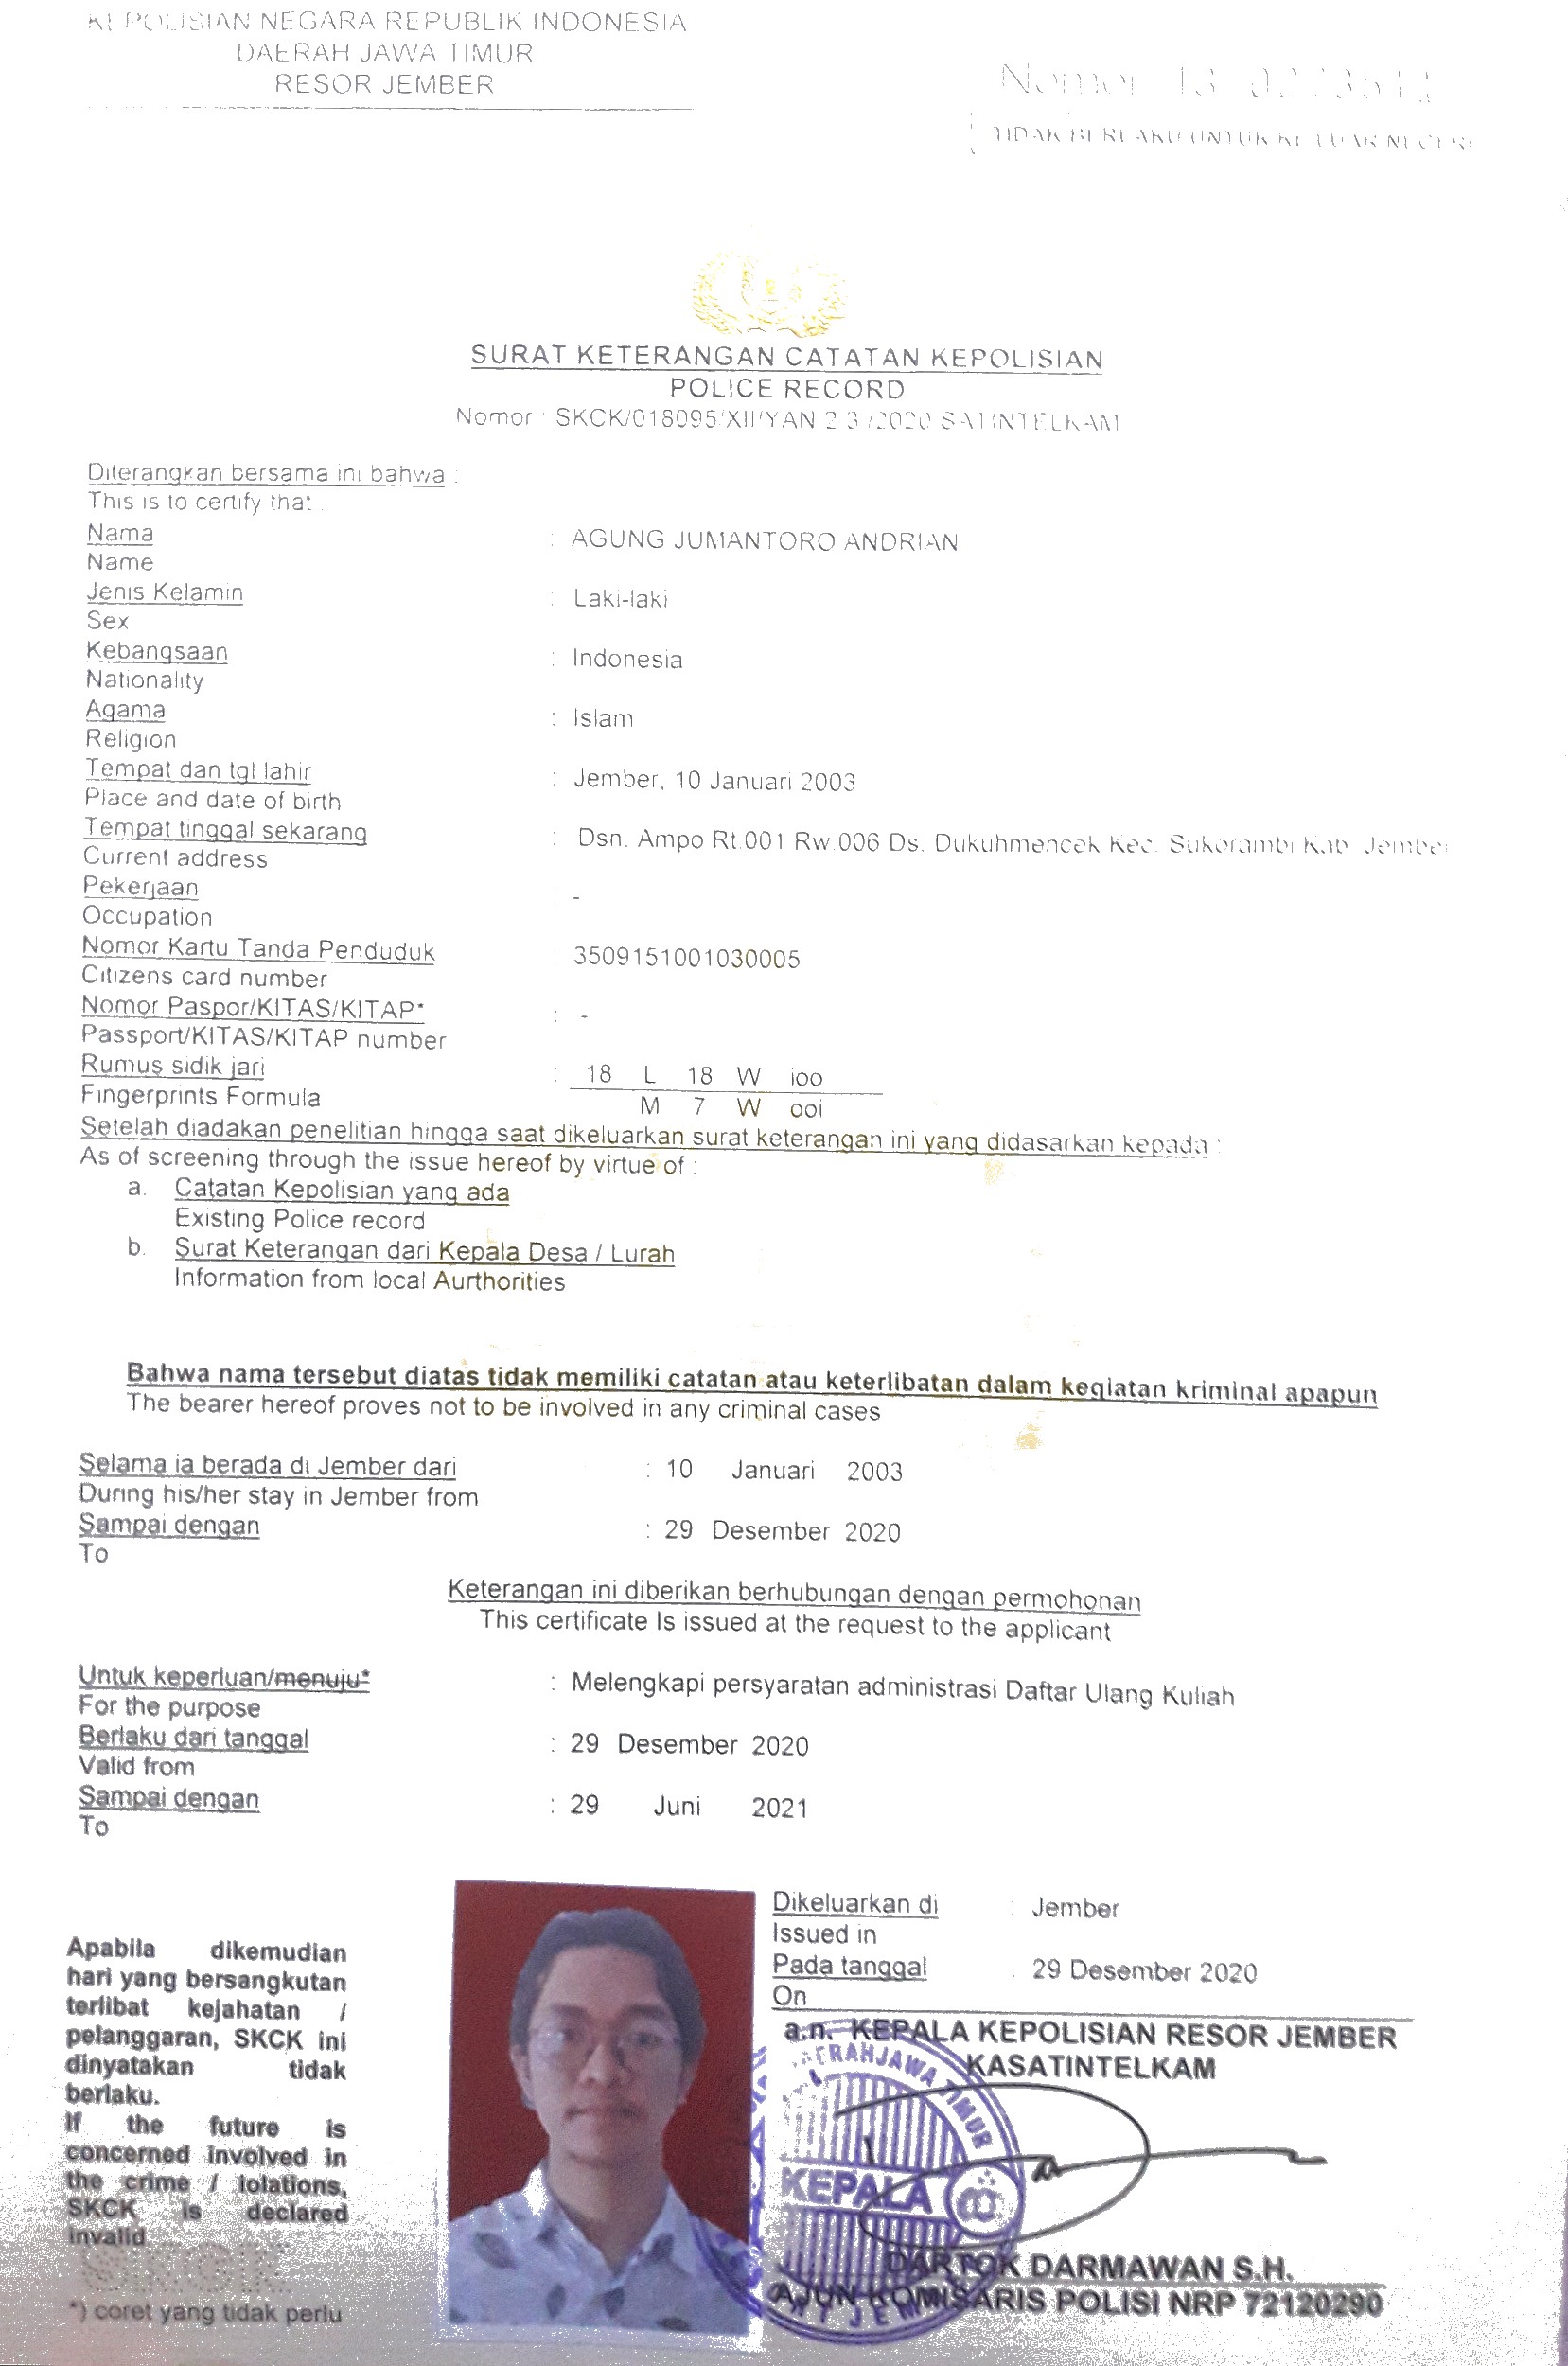 KEPOLISIAN NEGARA REPUBLIK INDONESIA
DAERAH JAWA TIMUR
RESOR JEMBER
Nomor
TIDAK BERLAKU UNTUK KE LUAR NEGERI
SURAT KETERANGAN CATATAN KEPOLISIAN
POLICE RECORD
Nomor : SKCK/018095/XII/YAN 2 3 /2020 SATINTELKAM
Diterangkan bersama ini bahwa :
This is to certify that :
Nama : AGUNG JUMANTORO ANDRIAN
Name
Jenis Kelamin : Laki-laki
Sex
Kebangsaan : Indonesia
Nationality
Agama : Islam
Religion
Tempat dan tgl lahir : Jember, 10 Januari 2003
Place and date of birth
Tempat tinggal sekarang : Dsn. Ampo Rt.001 Rw.006 Ds. Dukuhmencek Kec. Sukorambi Kab. Jember
Current address
Pekerjaan : -
Occupation
Nomor Kartu Tanda Penduduk : 3509151001030005
Citizens card number
Nomor Paspor/KITAS/KITAP* : -
Passport/KITAS/KITAP number
Rumus sidik jari : 18 L 18 W ioo
Fingerprints Formula M 7 W ooi
Setelah diadakan penelitian hingga saat dikeluarkan surat keterangan ini yang didasarkan kepada :
As of screening through the issue hereof by virtue of :
a. Catatan Kepolisian yang ada
Existing Police record
b. Surat Keterangan dari Kepala Desa / Lurah
Information from local Aurthorities
Bahwa nama tersebut diatas tidak memiliki catatan atau keterlibatan dalam kegiatan kriminal apapun
The bearer hereof proves not to be involved in any criminal cases
Selama ia berada di Jember dari : 10 Januari 2003
During his/her stay in Jember from
Sampai dengan : 29 Desember 2020
To
Keterangan ini diberikan berhubungan dengan permohonan
This certificate Is issued at the request to the applicant
Untuk keperluan/menuju* : Melengkapi persyaratan administrasi Daftar Ulang Kuliah
For the purpose
Berlaku dari tanggal : 29 Desember 2020
Valid from
Sampai dengan : 29 Juni 2021
To
Apabila dikemudian
hari yang bersangkutan
terlibat kejahatan /
pelanggaran, SKCK ini
dinyatakan tidak
berlaku.
If the future is
concerned involved in
the crime / iolations,
SKCK is declared
invalid
SKCK
*) coret yang tidak perlu
Dikeluarkan di : Jember
Issued in
Pada tanggal : 29 Desember 2020
On
a.n. KEPALA KEPOLISIAN RESOR JEMBER
KASATINTELKAM
DAERAH JAWA TIMUR
KEPALA
DARTOK DARMAWAN S.H.
AJUN KOMISARIS POLISI NRP 72120290